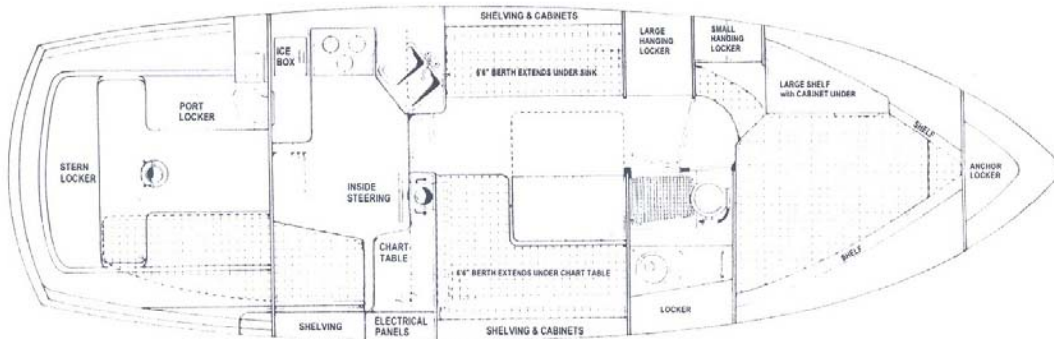 SHELVING & CABINETS
ICE
BOX
6'6" BERTH EXTENDS UNDER SINK
LARGE
HANGING
LOCKER
SMALL
HANGING
LOCKER
LARGE SHELF
with CABINET UNDER
SHELF
PORT
LOCKER
STERN
LOCKER
INSIDE
STEERING
ANCHOR
LOCKER
CHART-
TABLE
6'6" BERTH EXTENDS UNDER CHART TABLE
SHELF
LOCKER
SHELVING
ELECTRICAL
PANELS
SHELVING & CABINETS